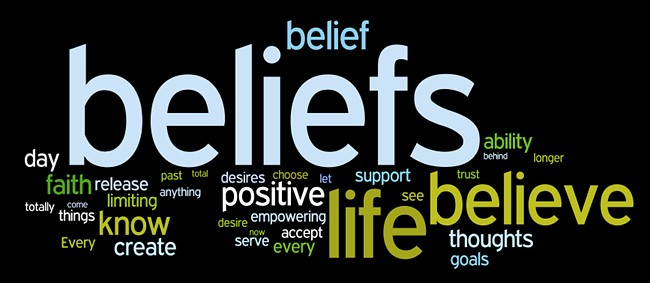 belief
beliefs
ability
day
behind
longer
faith
release
past
total
desires
choose
let
support
trust
limiting
anything
positive
see
believe
totally
come
things
know
desire
empowering
life
now
accept
Every
create
serve
every
thoughts
goals